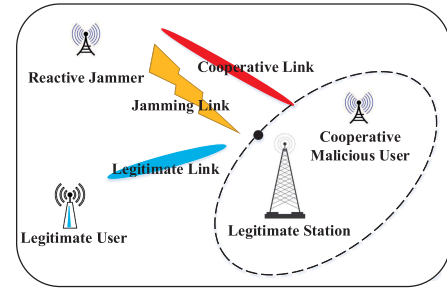 Reactive Jammer
Cooperative Link
Jamming Link
Cooperative
Malicious User
Legitimate Link
Legitimate User
Legitimate Station